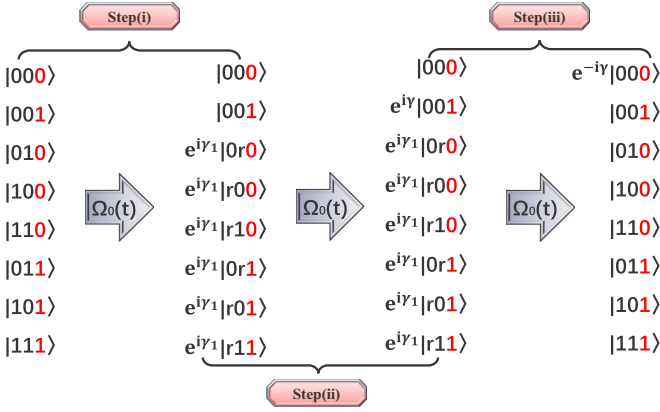 Step(i) Step(iii)
|000⟩ |000⟩ |000⟩ e^{-iγ}|000⟩
|001⟩ |001⟩ e^{iγ}|001⟩ |001⟩
|010⟩ e^{iγ₁}|0r0⟩ e^{iγ₁}|0r0⟩ |010⟩
|100⟩ e^{iγ₁}|r00⟩ e^{iγ₁}|r00⟩ |100⟩
Ω₀(t) Ω₀(t) Ω₀(t)
|110⟩ e^{iγ₁}|r10⟩ e^{iγ₁}|r10⟩ |110⟩
|011⟩ e^{iγ₁}|0r1⟩ e^{iγ₁}|0r1⟩ |011⟩
|101⟩ e^{iγ₁}|r01⟩ e^{iγ₁}|r01⟩ |101⟩
|111⟩ e^{iγ₁}|r11⟩ e^{iγ₁}|r11⟩ |111⟩
Step(ii)